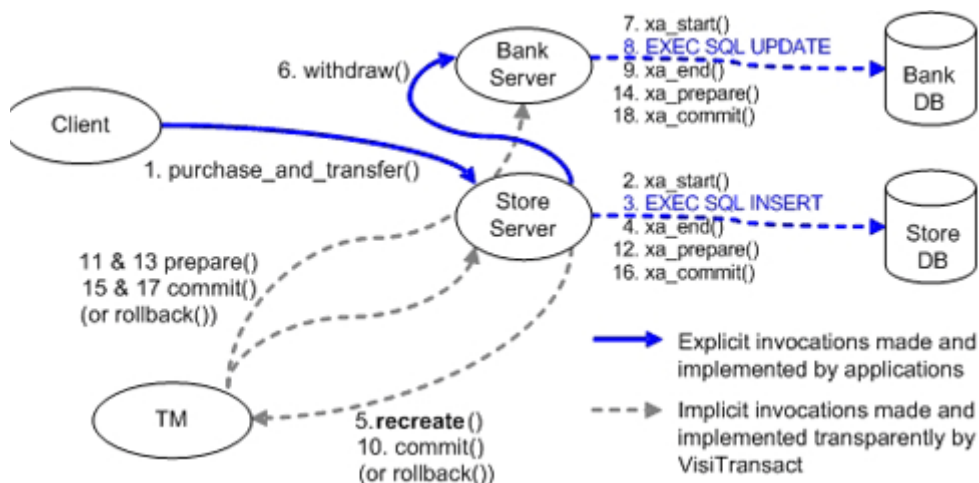 7. xa_start()
8. EXEC SQL UPDATE
9. xa_end()
14. xa_prepare()
18. xa_commit()
Bank
Server
Bank
DB
6. withdraw()
Client
1. purchase_and_transfer()
Store
Server
2. xa_start()
3. EXEC SQL INSERT
4. xa_end()
12. xa_prepare()
16. xa_commit()
Store
DB
11 & 13 prepare()
15 & 17 commit()
(or rollback())
TM
5.recreate()
10. commit()
(or rollback())
Explicit invocations made and
implemented by applications
Implicit invocations made and
implemented transparently by
VisiTransact